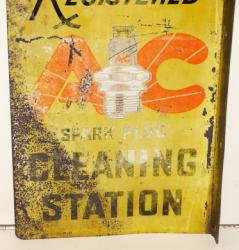 REGISTERED
AC
SPARK PLUG
CLEANING
STATION